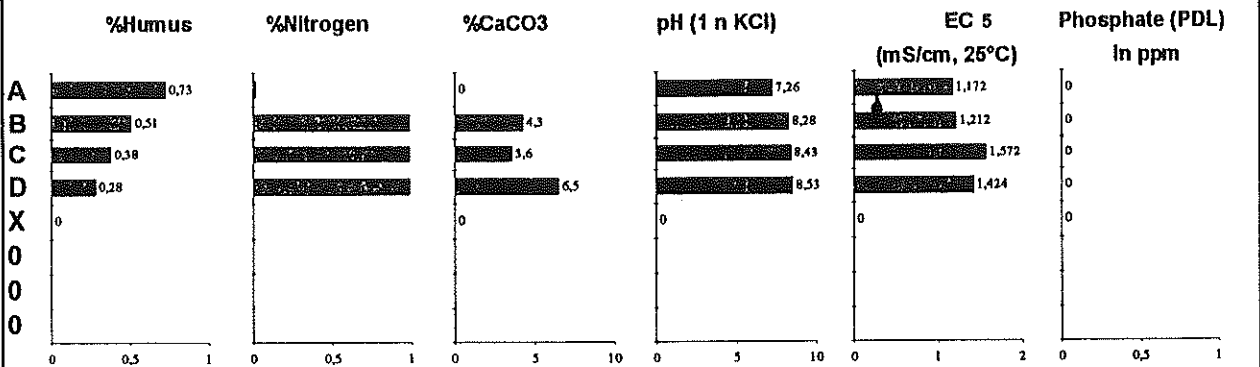 %Humus %Nitrogen %CaCO3 pH (1 n KCl) EC 5 Phosphate (PDL)
(mS/cm, 25°C) In ppm
A 0,73 0 7,26 1,172 0
B 0,51 4,3 8,28 1,212 0
C 0,38 3,6 8,43 1,572 0
D 0,28 6,5 8,53 1,424 0
X 0 0 0 0 0
0
0
0
0 0,5 1 0 0,5 1 0 5 10 0 5 10 0 1 2 0 0,5 1